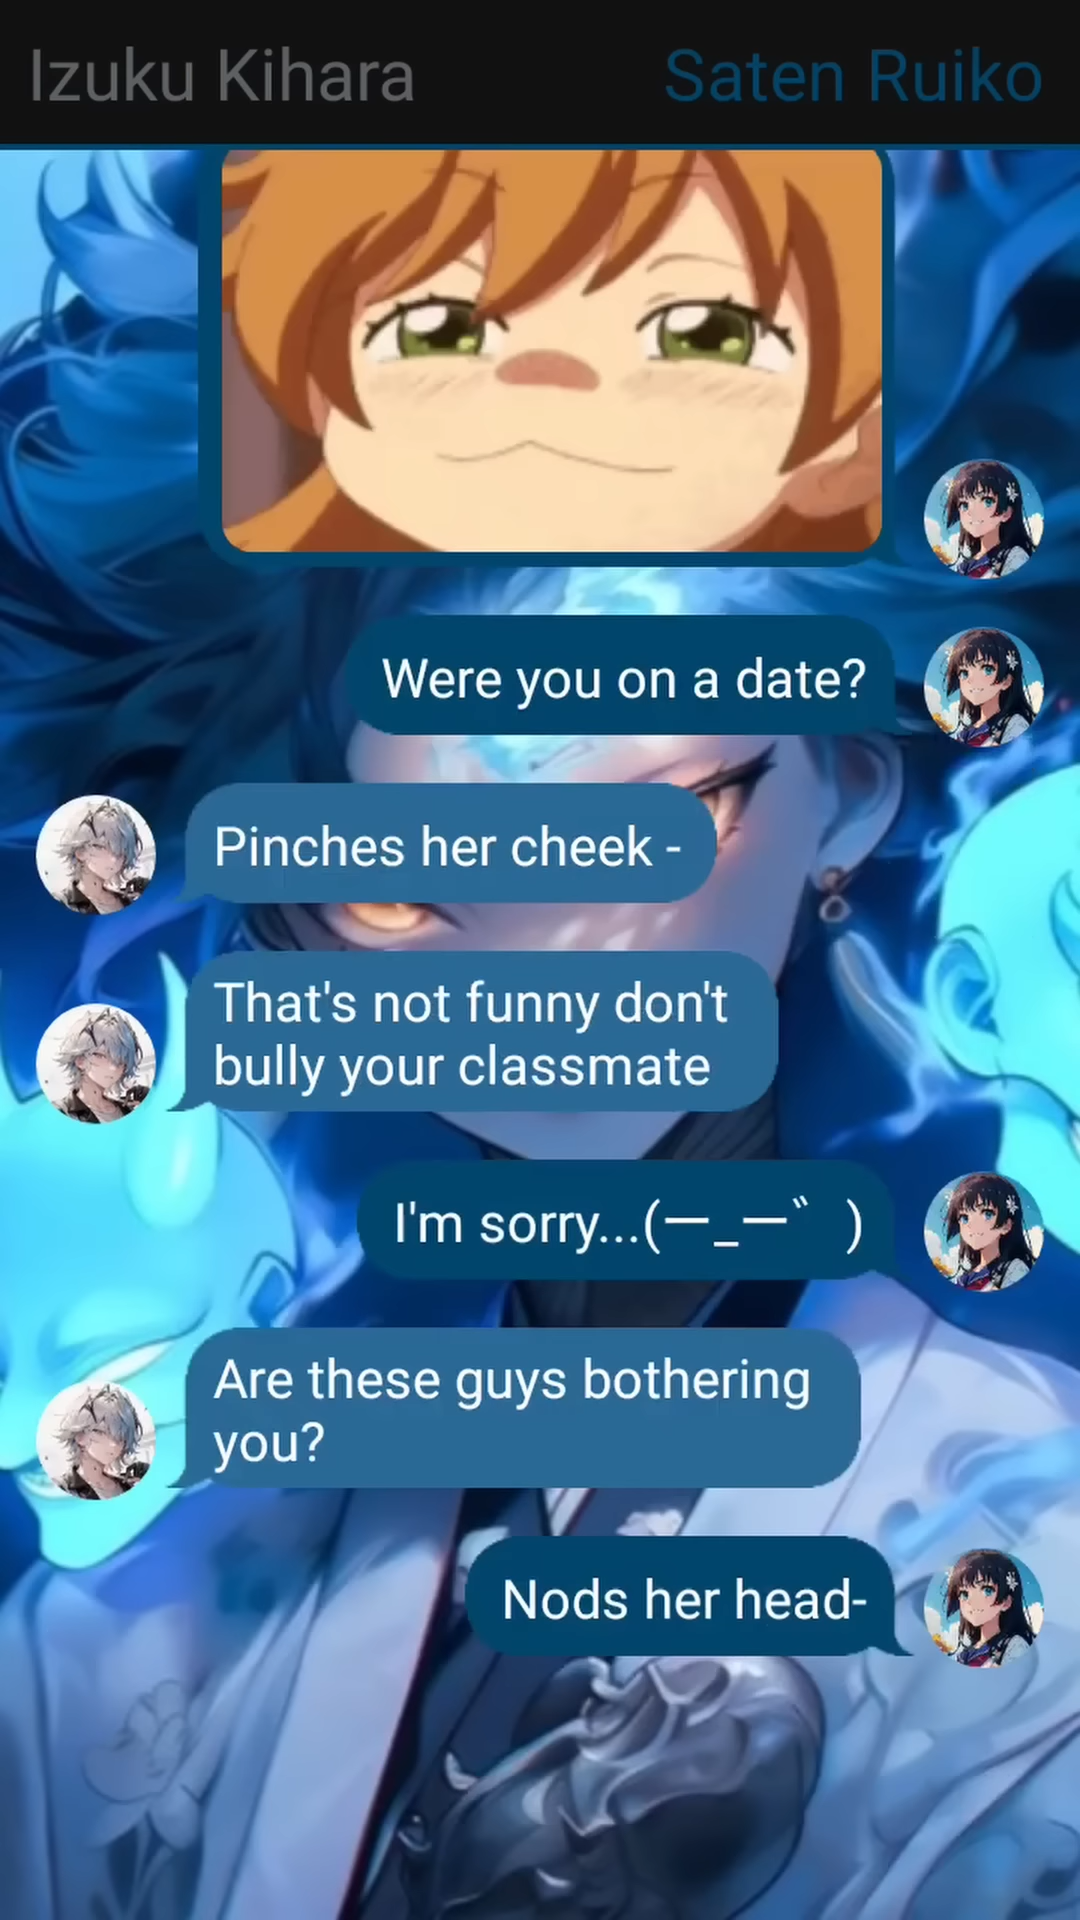 Izuku Kihara
Saten Ruiko
Were you on a date?
Pinches her cheek -
That's not funny don't
bully your classmate
I'm sorry...(ー_ー゛)
Are these guys bothering
you?
Nods her head-